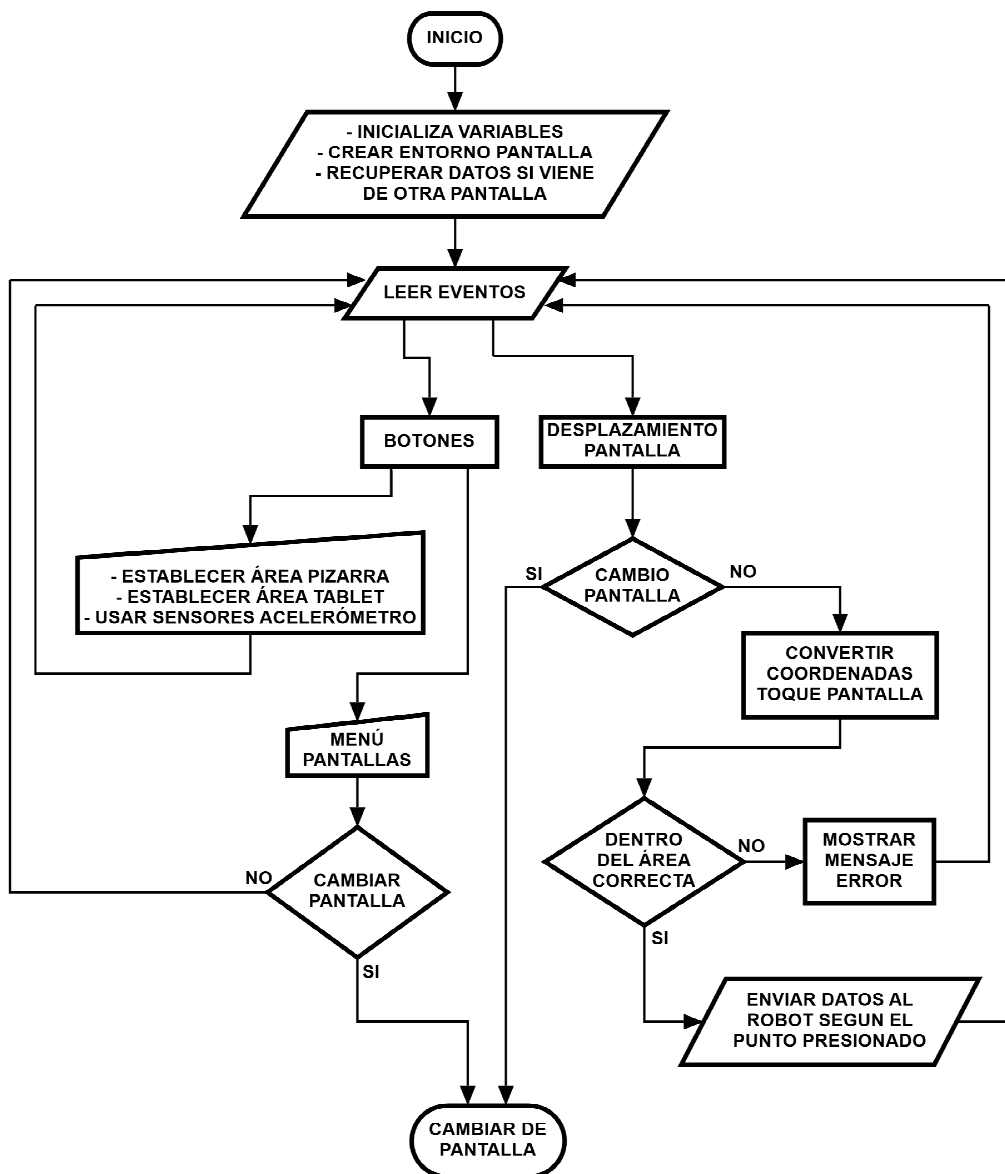 INICIO
- INICIALIZA VARIABLES
- CREAR ENTORNO PANTALLA
- RECUPERAR DATOS SI VIENE
DE OTRA PANTALLA
LEER EVENTOS
BOTONES
DESPLAZAMIENTO
PANTALLA
- ESTABLECER ÁREA PIZARRA
- ESTABLECER ÁREA TABLET
- USAR SENSORES ACELERÓMETRO
SI
CAMBIO
PANTALLA
NO
CONVERTIR
COORDENADAS
TOQUE PANTALLA
MENÚ
PANTALLAS
DENTRO
DEL ÁREA
CORRECTA
NO
MOSTRAR
MENSAJE
ERROR
NO
CAMBIAR
PANTALLA
SI
SI
ENVIAR DATOS AL
ROBOT SEGUN EL
PUNTO PRESIONADO
CAMBIAR DE
PANTALLA